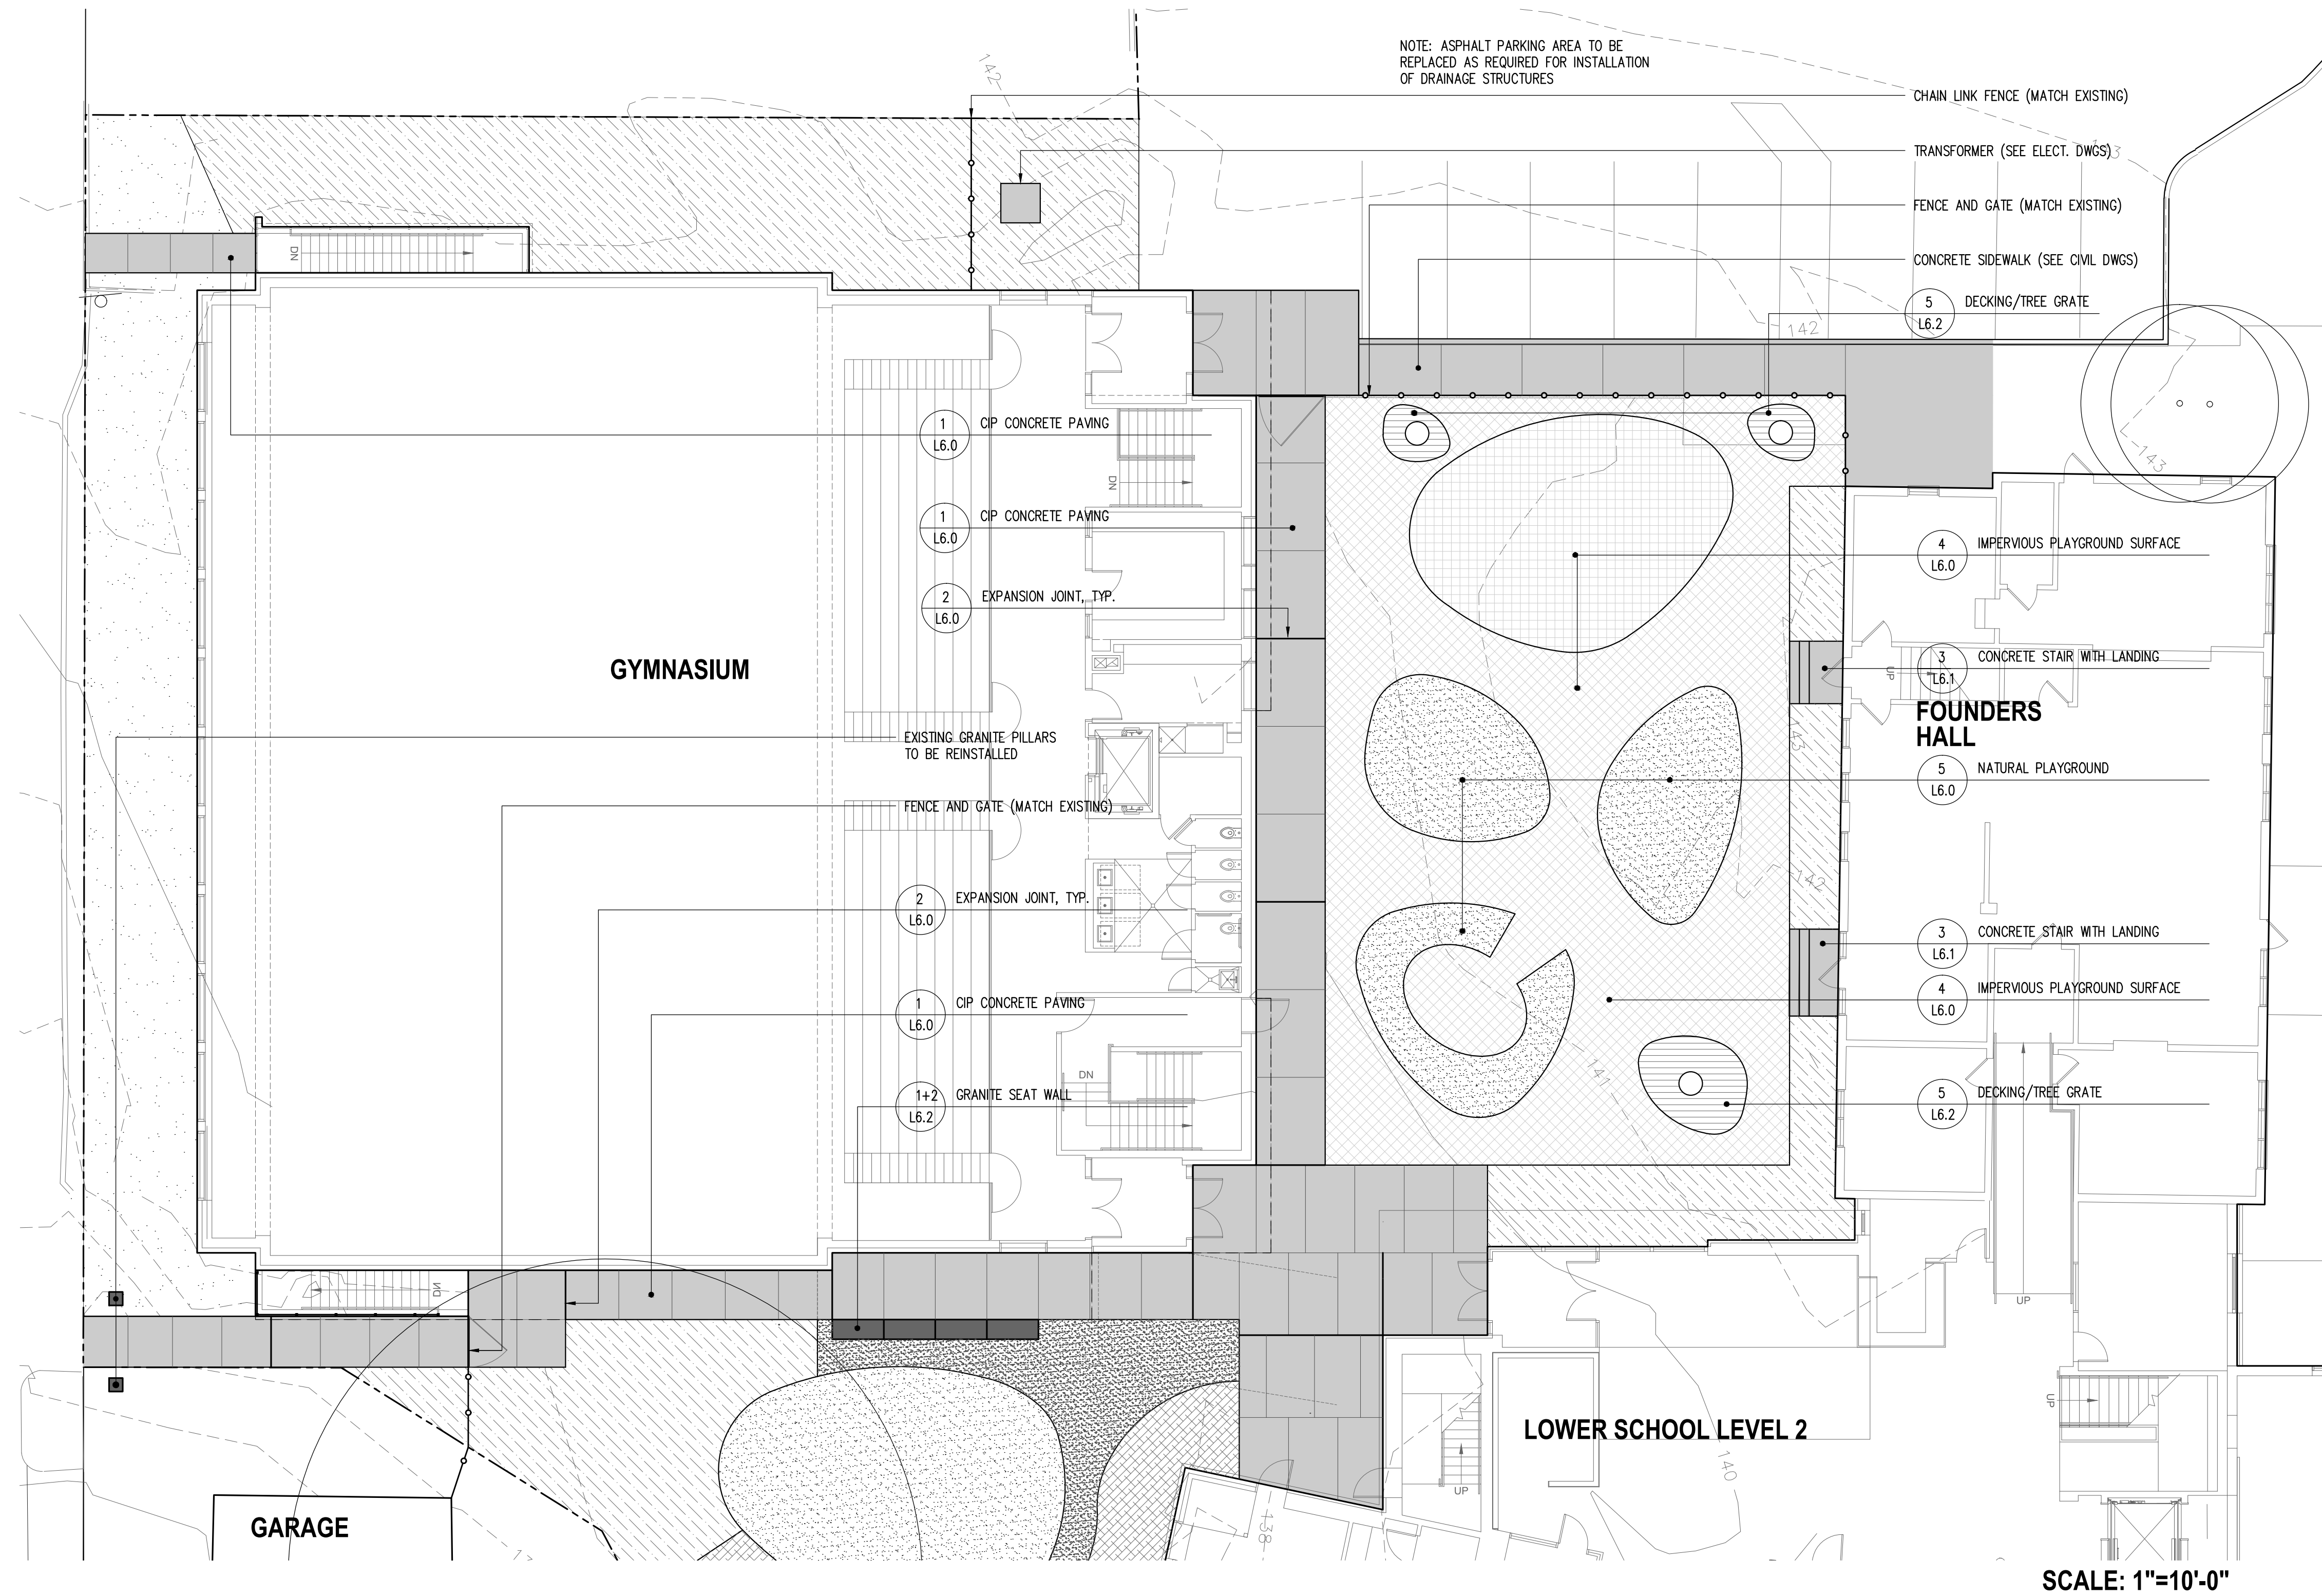 NOTE: ASPHALT PARKING AREA TO BE
REPLACED AS REQUIRED FOR INSTALLATION
OF DRAINAGE STRUCTURES
142
CHAIN LINK FENCE (MATCH EXISTING)
TRANSFORMER (SEE ELECT. DWGS)
143
FENCE AND GATE (MATCH EXISTING)
CONCRETE SIDEWALK (SEE CIVIL DWGS)
DN
5
L6.2
DECKING/TREE GRATE
142
1
L6.0
CIP CONCRETE PAVING
143
DN
1
L6.0
CIP CONCRETE PAVING
4
L6.0
IMPERVIOUS PLAYGROUND SURFACE
2
L6.0
EXPANSION JOINT, TYP.
GYMNASIUM
3
L6.1
CONCRETE STAIR WITH LANDING
UP
FOUNDERS
HALL
EXISTING GRANITE PILLARS
TO BE REINSTALLED
143
5
L6.0
NATURAL PLAYGROUND
FENCE AND GATE (MATCH EXISTING)
142
2
L6.0
EXPANSION JOINT, TYP.
3
L6.1
CONCRETE STAIR WITH LANDING
4
L6.0
IMPERVIOUS PLAYGROUND SURFACE
1
L6.0
CIP CONCRETE PAVING
DN
141
1+2
L6.2
GRANITE SEAT WALL
5
L6.2
DECKING/TREE GRATE
DN
UP
UP
LOWER SCHOOL LEVEL 2
140
UP
GARAGE
138
SCALE: 1"=10'-0"